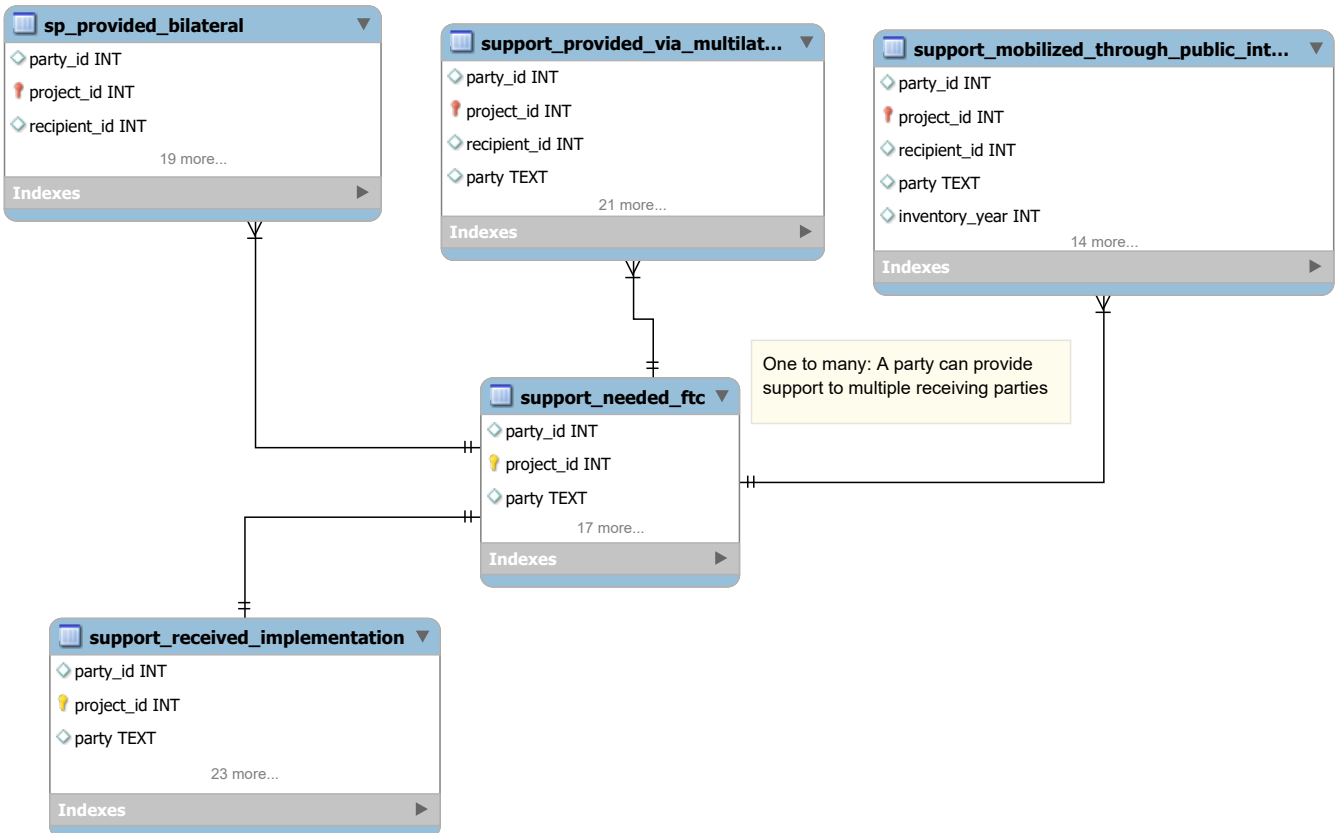 sp_provided_bilateral
party_id INT
project_id INT
recipient_id INT
19 more...
Indexes
support_provided_via_multilat...
party_id INT
project_id INT
recipient_id INT
party TEXT
21 more...
Indexes
support_mobilized_through_public_int...
party_id INT
project_id INT
recipient_id INT
party TEXT
inventory_year INT
14 more...
Indexes
One to many: A party can provide
support to multiple receiving parties
support_needed_ftc
party_id INT
project_id INT
party TEXT
17 more...
Indexes
support_received_implementation
party_id INT
project_id INT
party TEXT
23 more...
Indexes